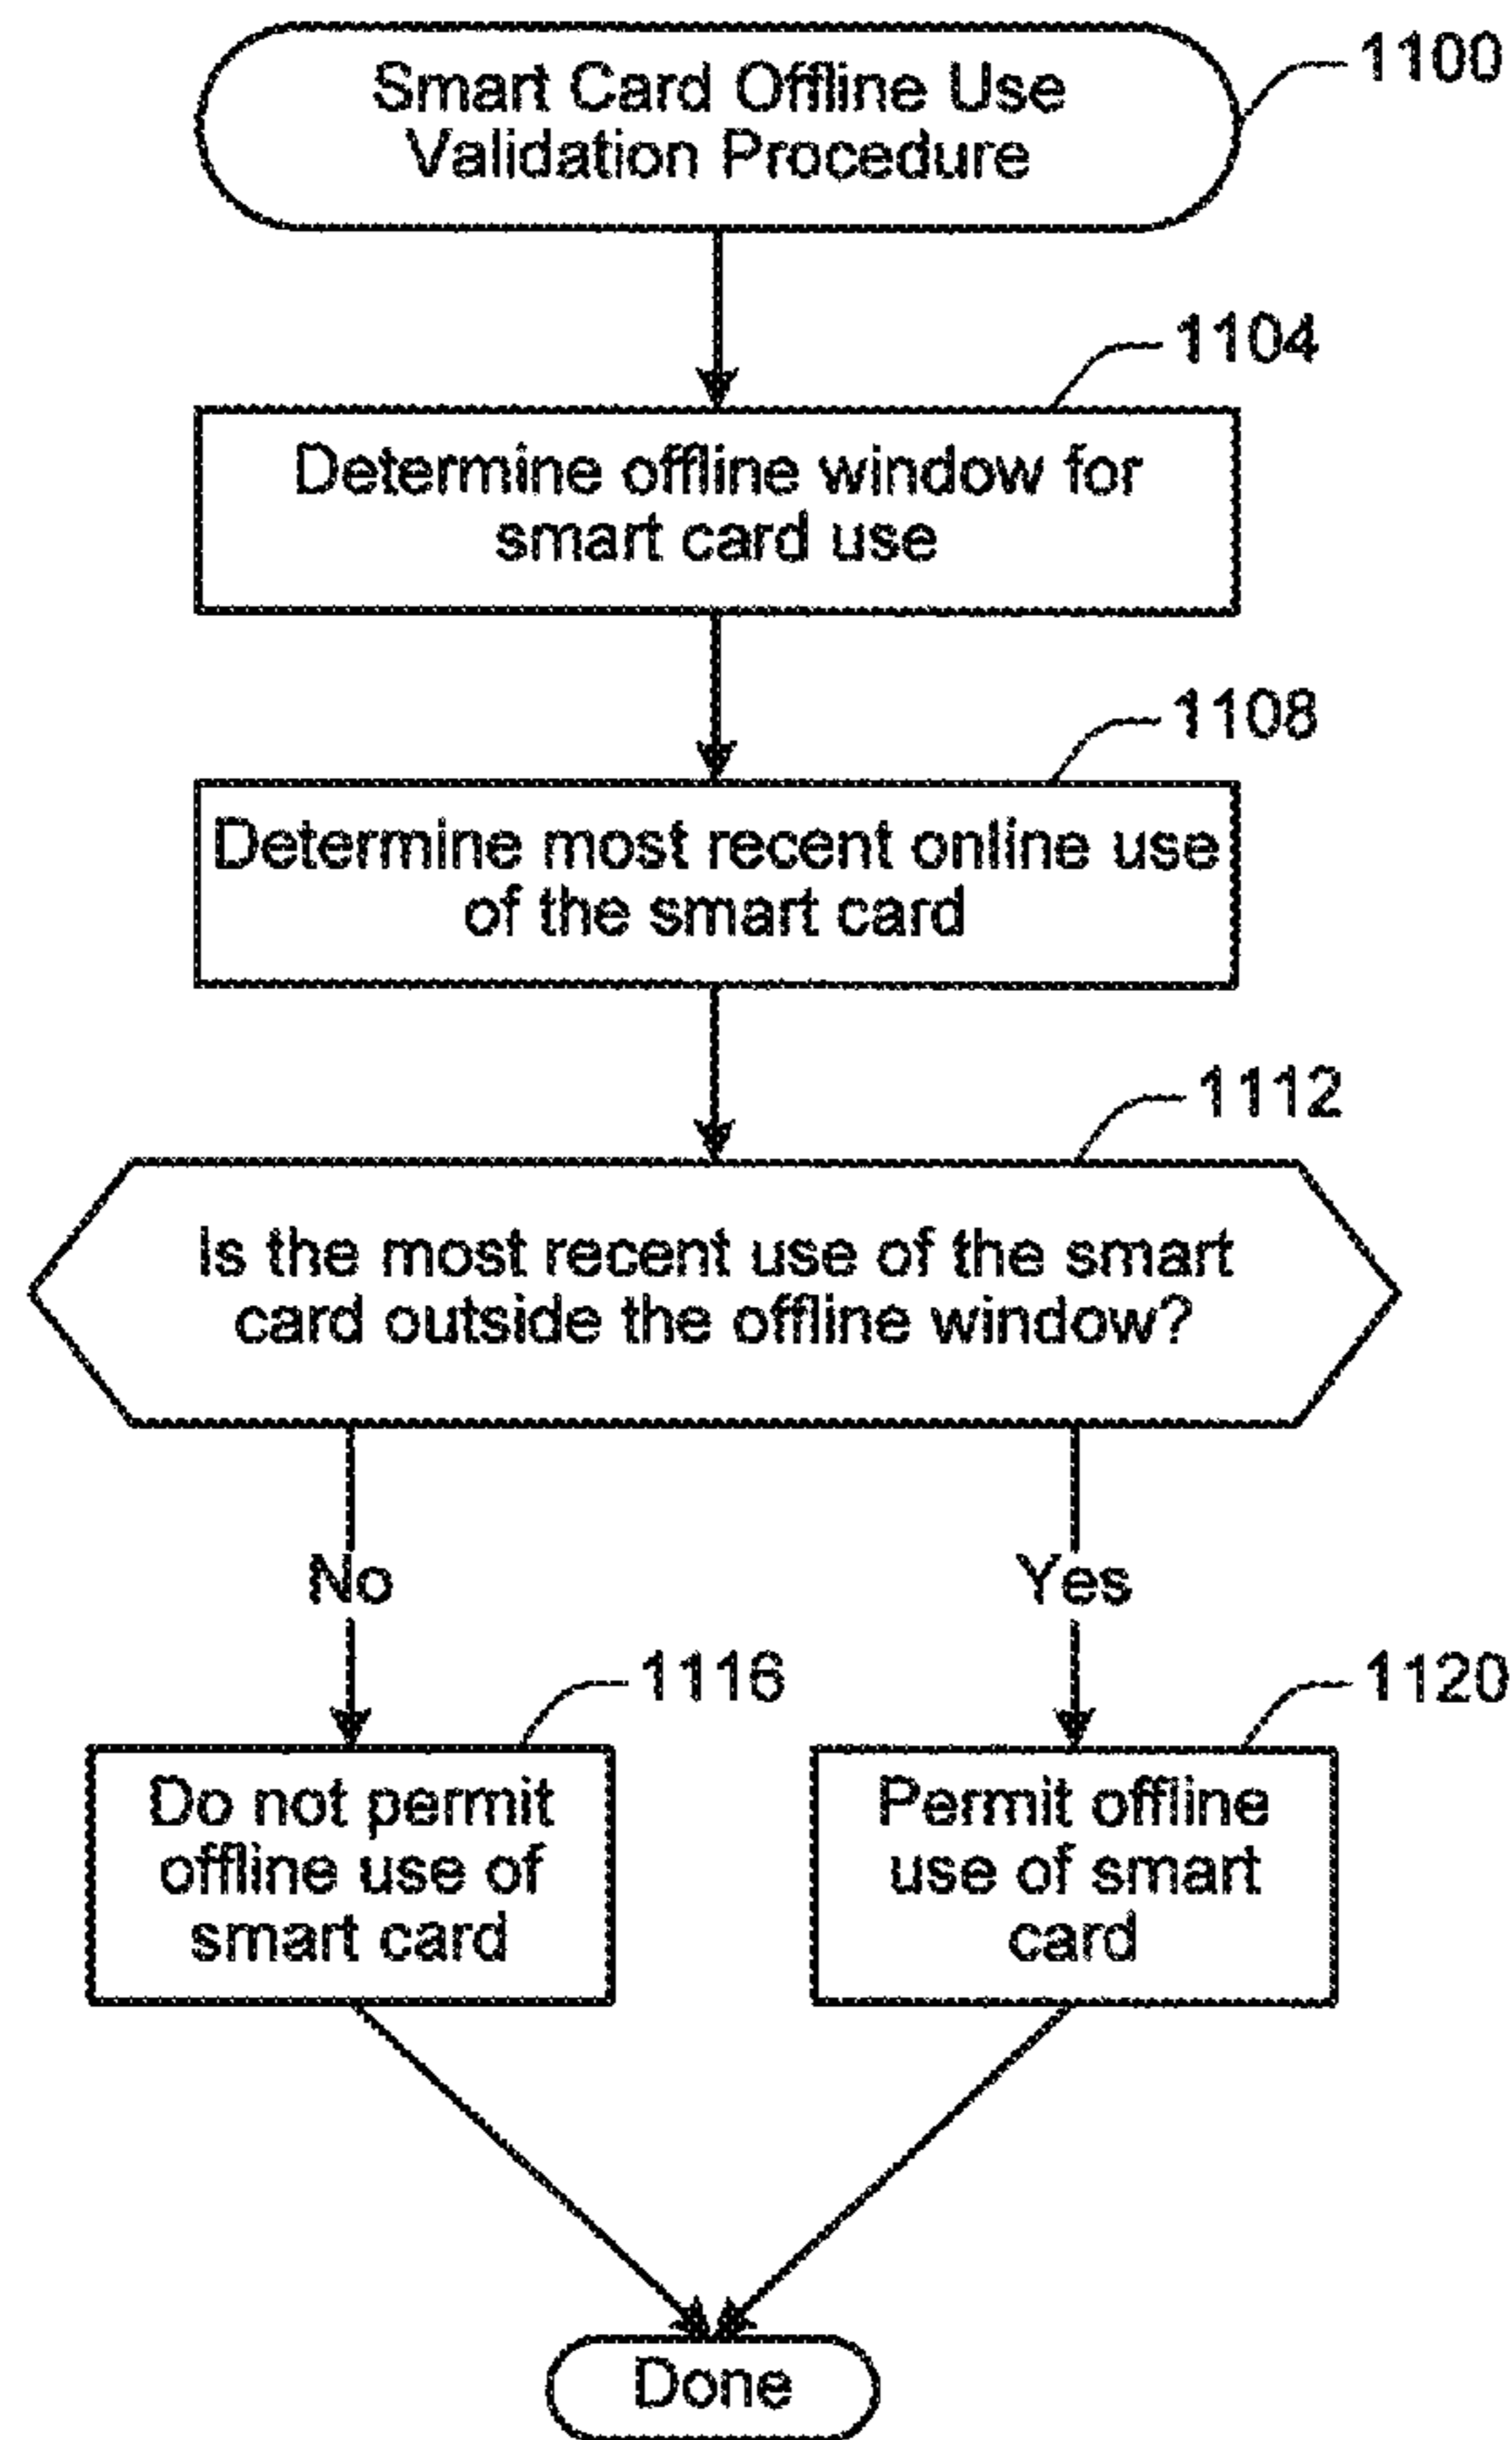 Smart Card Offline Use
Validation Procedure
1100
1104
Determine offline window for
smart card use
1108
Determine most recent online use
of the smart card
1112
Is the most recent use of the smart
card outside the offline window?
No
Yes
1116
1120
Do not permit
offline use of
smart card
Permit offline
use of smart
card
Done